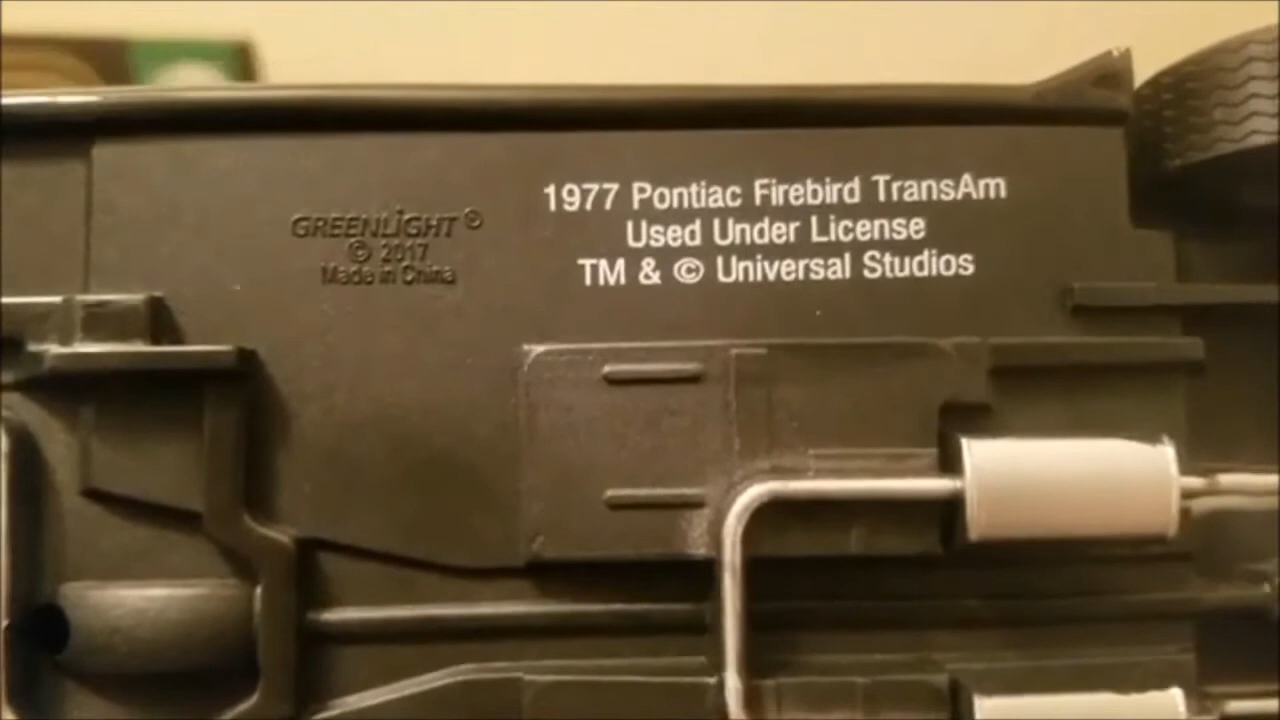 GREENLiGHT®
© 2017
Made in China
1977 Pontiac Firebird TransAm
Used Under License
TM & © Universal Studios